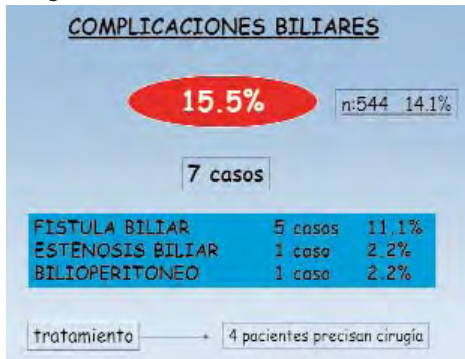 COMPLICACIONES BILIARES
15.5%
n:544 14.1%
7 casos
FISTULA BILIAR 5 casos 11,1%
ESTENOSIS BILIAR 1 caso 2.2%
BILIOPERITONEO 1 caso 2.2%
tratamiento 4 pacientes precisan cirugía